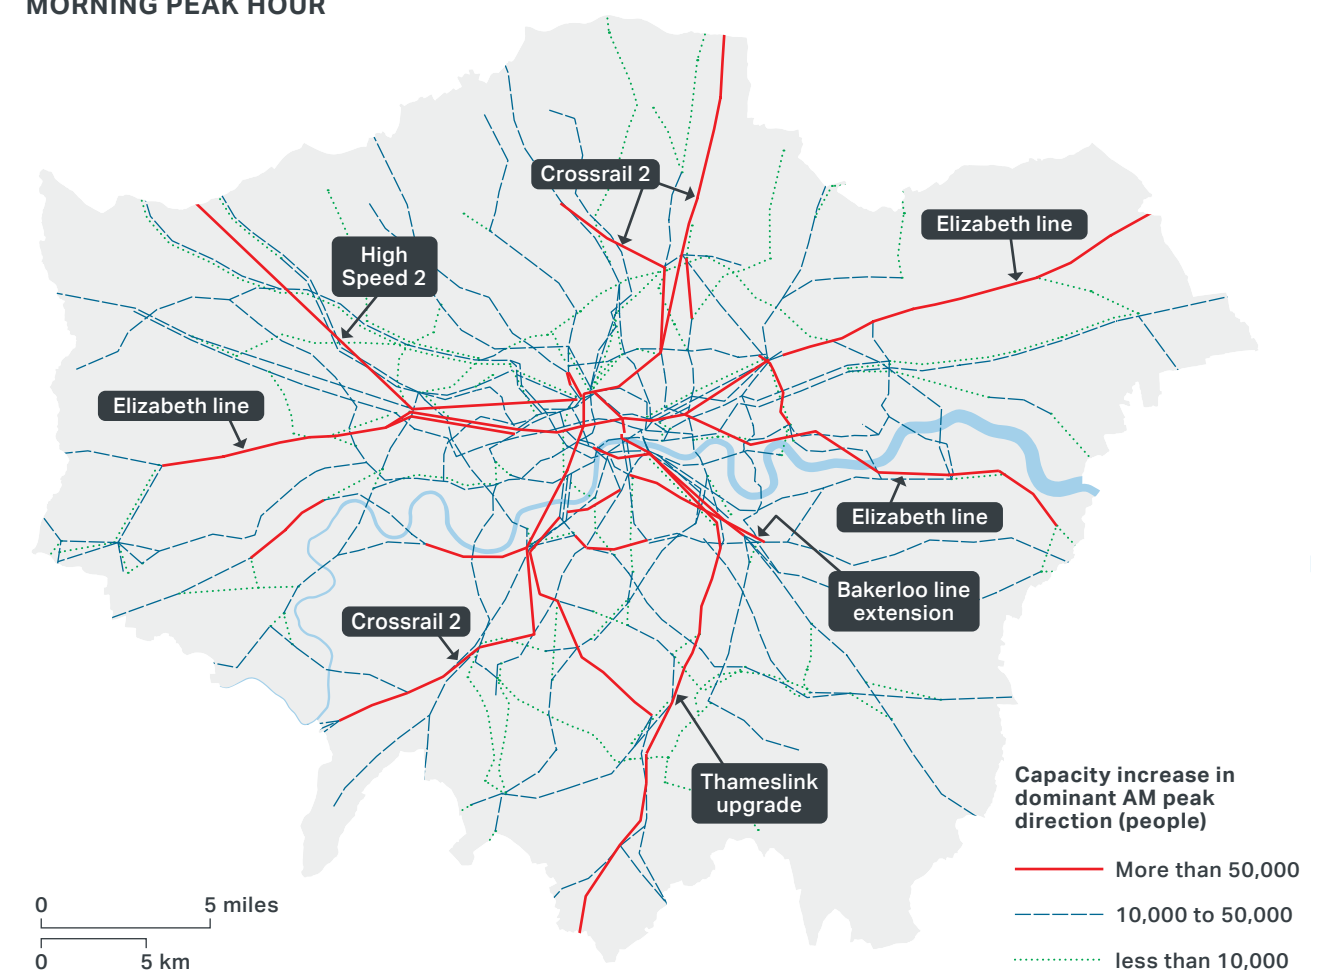 MORNING PEAK HOUR
Crossrail 2
Elizabeth line
High
Speed 2
Elizabeth line
Elizabeth line
Bakerloo line
extension
Crossrail 2
Thameslink
upgrade
Capacity increase in
dominant AM peak
direction (people)
More than 50,000
10,000 to 50,000
less than 10,000
0 5 miles
0 5 km